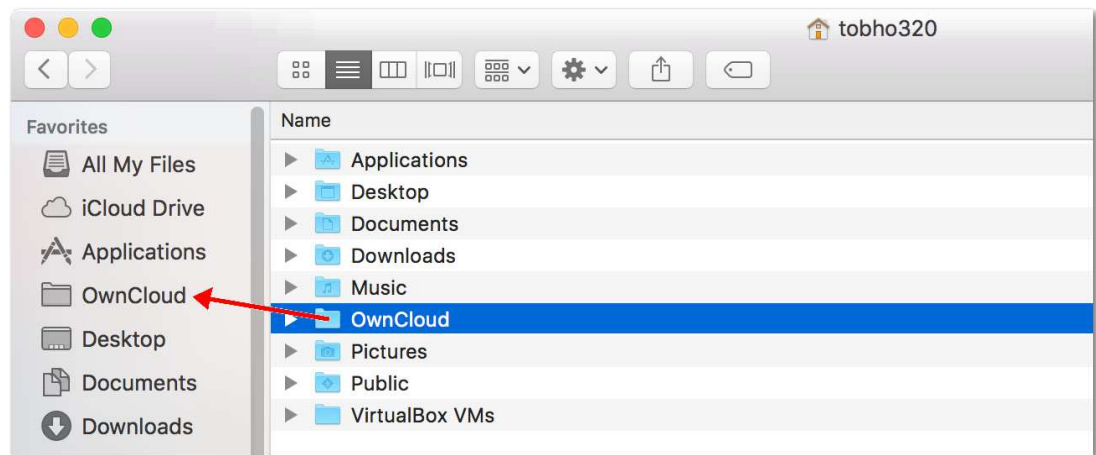 tobho320
Favorites
All My Files
iCloud Drive
Applications
OwnCloud
Desktop
Documents
Downloads
Name
Applications
Desktop
Documents
Downloads
Music
OwnCloud
Pictures
Public
VirtualBox VMs